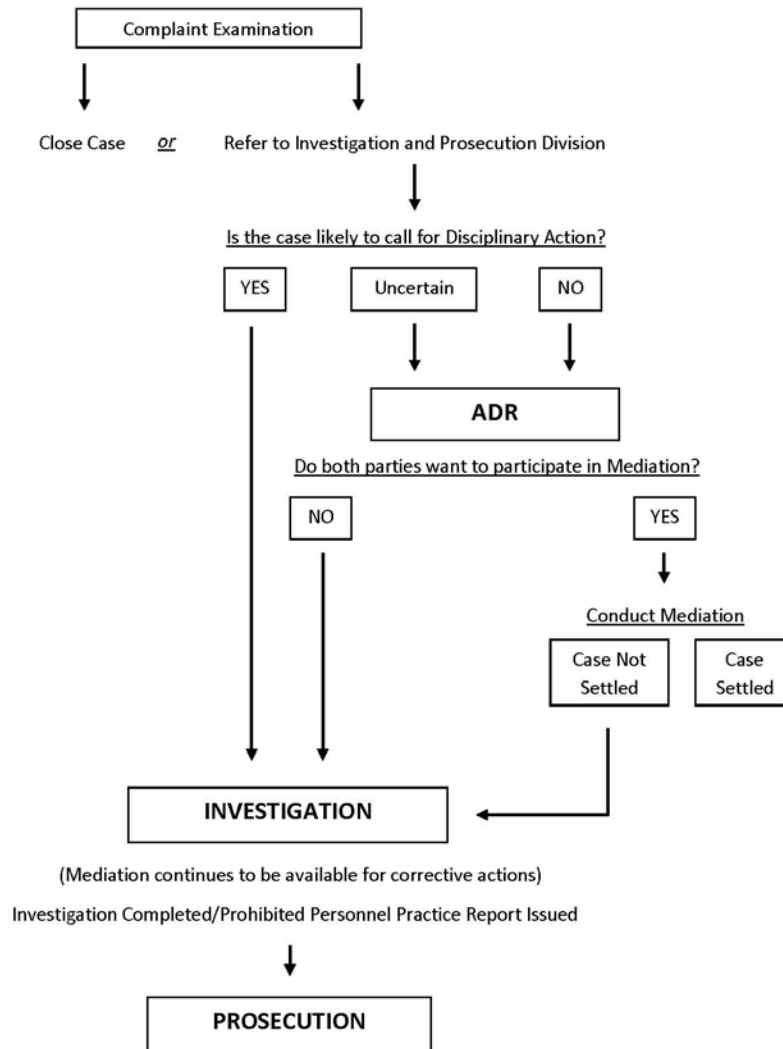 Complaint Examination
Close Case or Refer to Investigation and Prosecution Division
Is the case likely to call for Disciplinary Action?
YES
Uncertain
NO
ADR
Do both parties want to participate in Mediation?
NO
YES
Conduct Mediation
Case Not
Settled
Case
Settled
INVESTIGATION
(Mediation continues to be available for corrective actions)
Investigation Completed/Prohibited Personnel Practice Report Issued
PROSECUTION